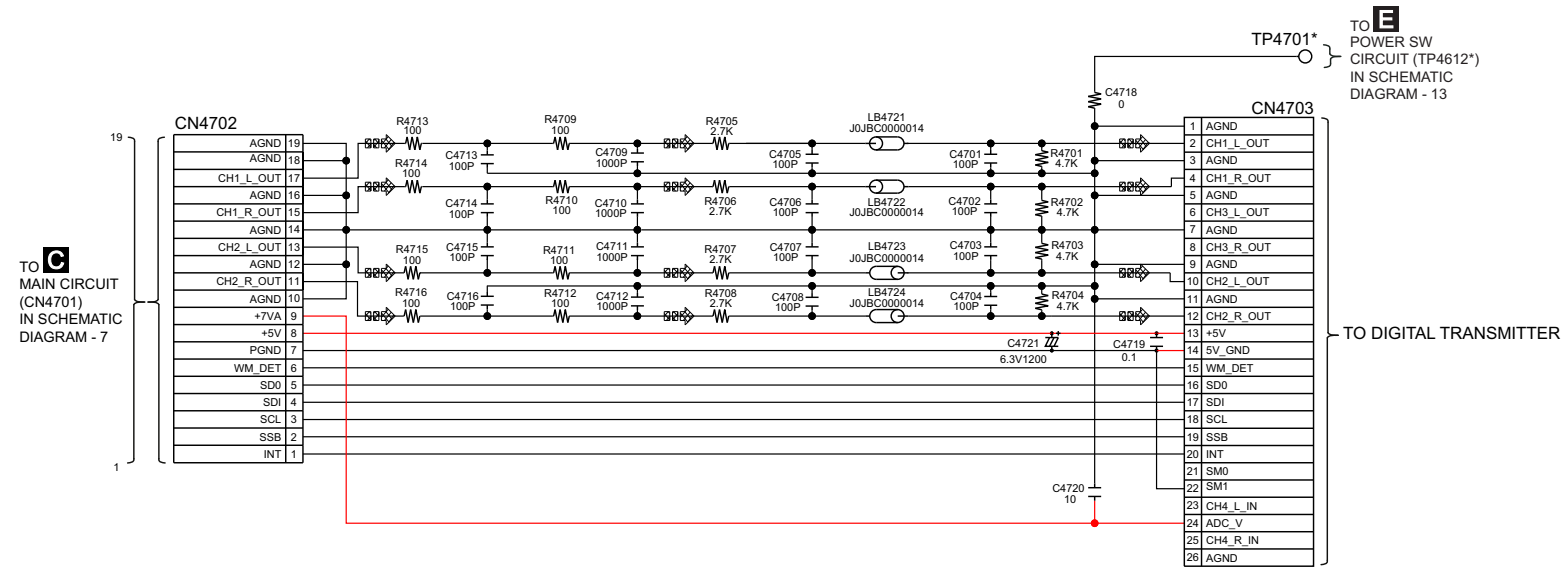 TO E
POWER SW
CIRCUIT (TP4612*)
IN SCHEMATIC
DIAGRAM - 13
TP4701*
C4718
0
CN4702
19
AGND 19
AGND 18
CH1_L_OUT 17
AGND 16
CH1_R_OUT 15
AGND 14
CH2_L_OUT 13
AGND 12
CH2_R_OUT 11
AGND 10
+7VA 9
+5V 8
PGND 7
WM_DET 6
SD0 5
SDI 4
SCL 3
SSB 2
INT 1
1
TO C
MAIN CIRCUIT
(CN4701)
IN SCHEMATIC
DIAGRAM - 7
R4713
100
R4709
100
R4705
2.7K
LB4721
J0JBC0000014
C4713
100P
C4709
1000P
C4705
100P
C4701
100P
R4701
4.7K
R4714
100
R4710
100
R4706
2.7K
LB4722
J0JBC0000014
C4714
100P
C4710
1000P
C4706
100P
C4702
100P
R4702
4.7K
R4715
100
R4711
100
R4707
2.7K
LB4723
J0JBC0000014
C4715
100P
C4711
1000P
C4707
100P
C4703
100P
R4703
4.7K
R4716
100
R4712
100
R4708
2.7K
LB4724
J0JBC0000014
C4716
100P
C4712
1000P
C4708
100P
C4704
100P
R4704
4.7K
C4721
+
6.3V1200
C4719
0.1
C4720
10
CN4703
1 AGND
2 CH1_L_OUT
3 AGND
4 CH1_R_OUT
5 AGND
6 CH3_L_OUT
7 AGND
8 CH3_R_OUT
9 AGND
10 CH2_L_OUT
11 AGND
12 CH2_R_OUT
13 +5V
14 5V_GND
15 WM_DET
16 SD0
17 SDI
18 SCL
19 SSB
20 INT
21 SM0
22 SM1
23 CH4_L_IN
24 ADC_V
25 CH4_R_IN
26 AGND
TO DIGITAL TRANSMITTER